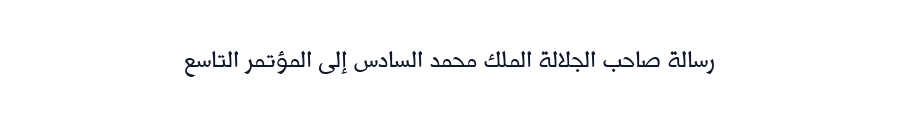 رسالة صاحب الجلالة الملك محمد السادس إلى المؤتمر التاسع